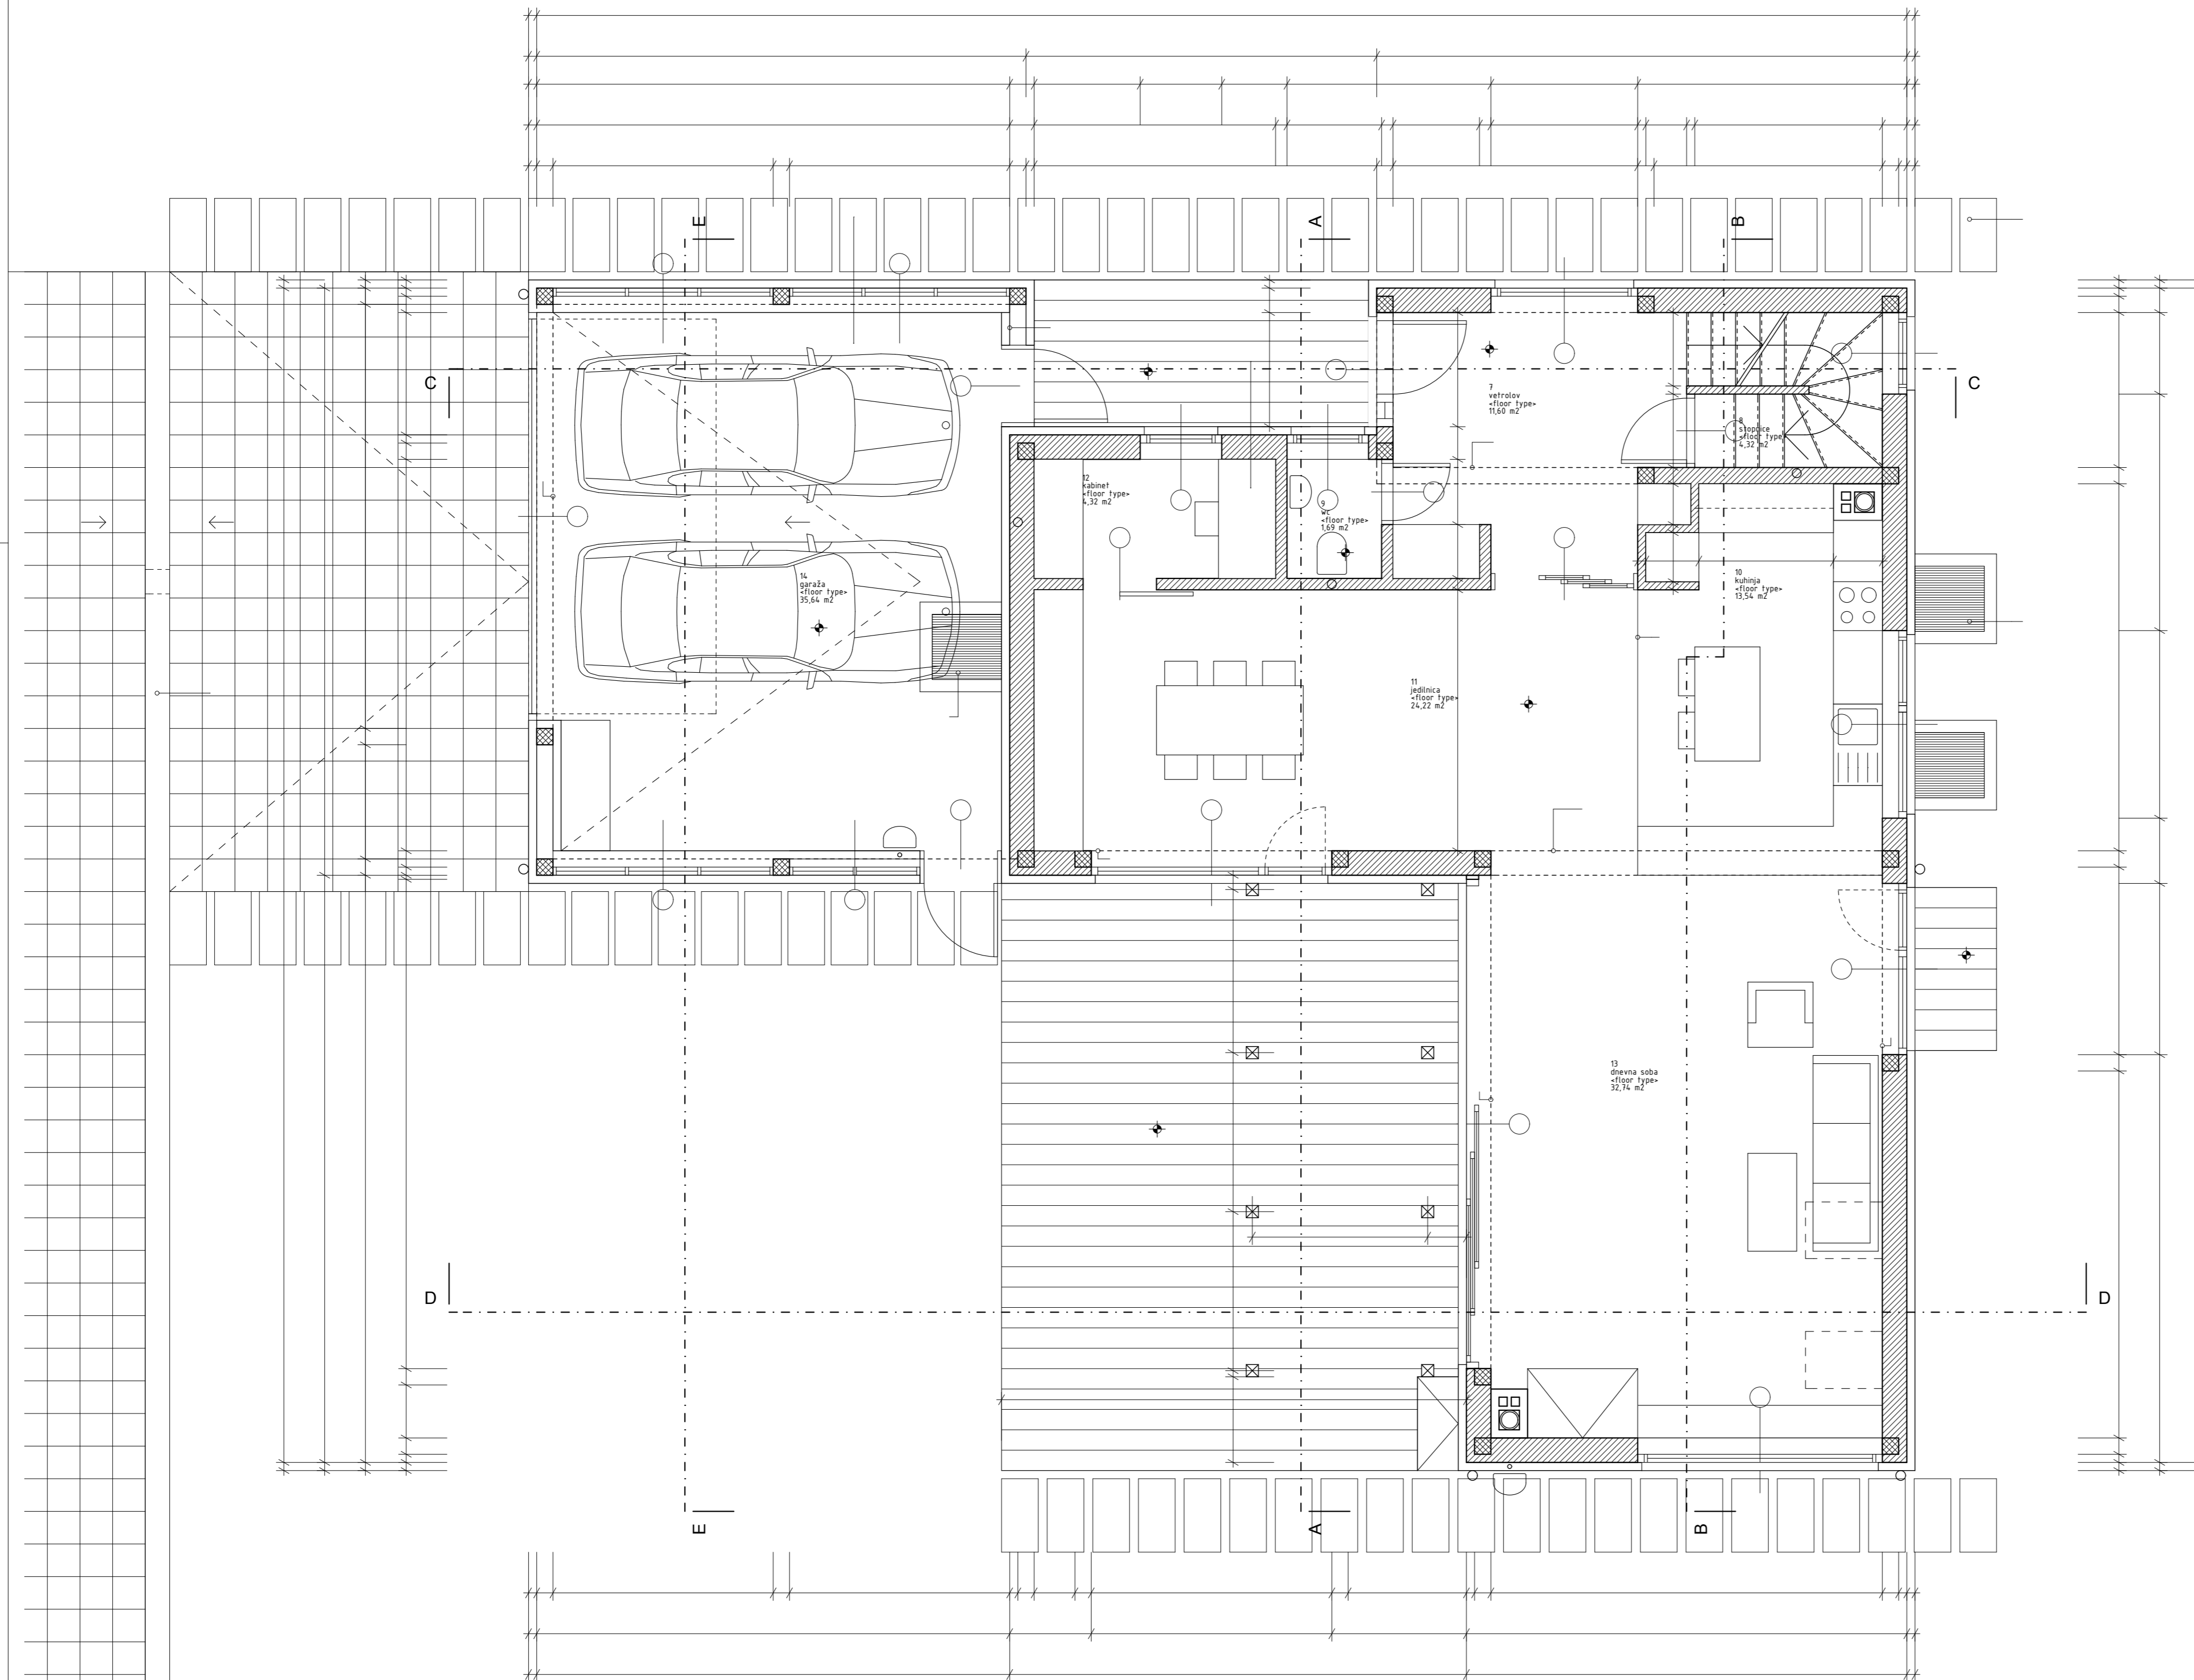 E
A
B
C
C
7
vetrolov
<floor type>
11,60 m2
8
stopnice
<floor type>
4,32 m2
12
kabinet
<floor type>
4,32 m2
9
wc
<floor type>
1,69 m2
14
garaža
<floor type>
35,64 m2
10
kuhinja
<floor type>
13,54 m2
11
jedilnica
<floor type>
24,22 m2
13
dnevna soba
<floor type>
32,74 m2
D
D
E
A
B